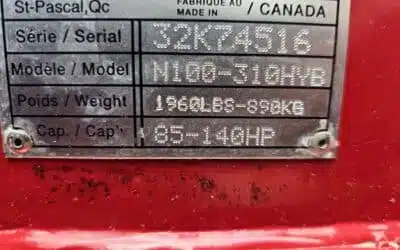 St-Pascal,Qc
FABRIQUÉ AU
MADE IN / CANADA
Série / Serial 32K74516
Modèle / Model N100-310HYB
Poids / Weight 1960LBS-890KG
Cap. / Cap'y 85-140HP